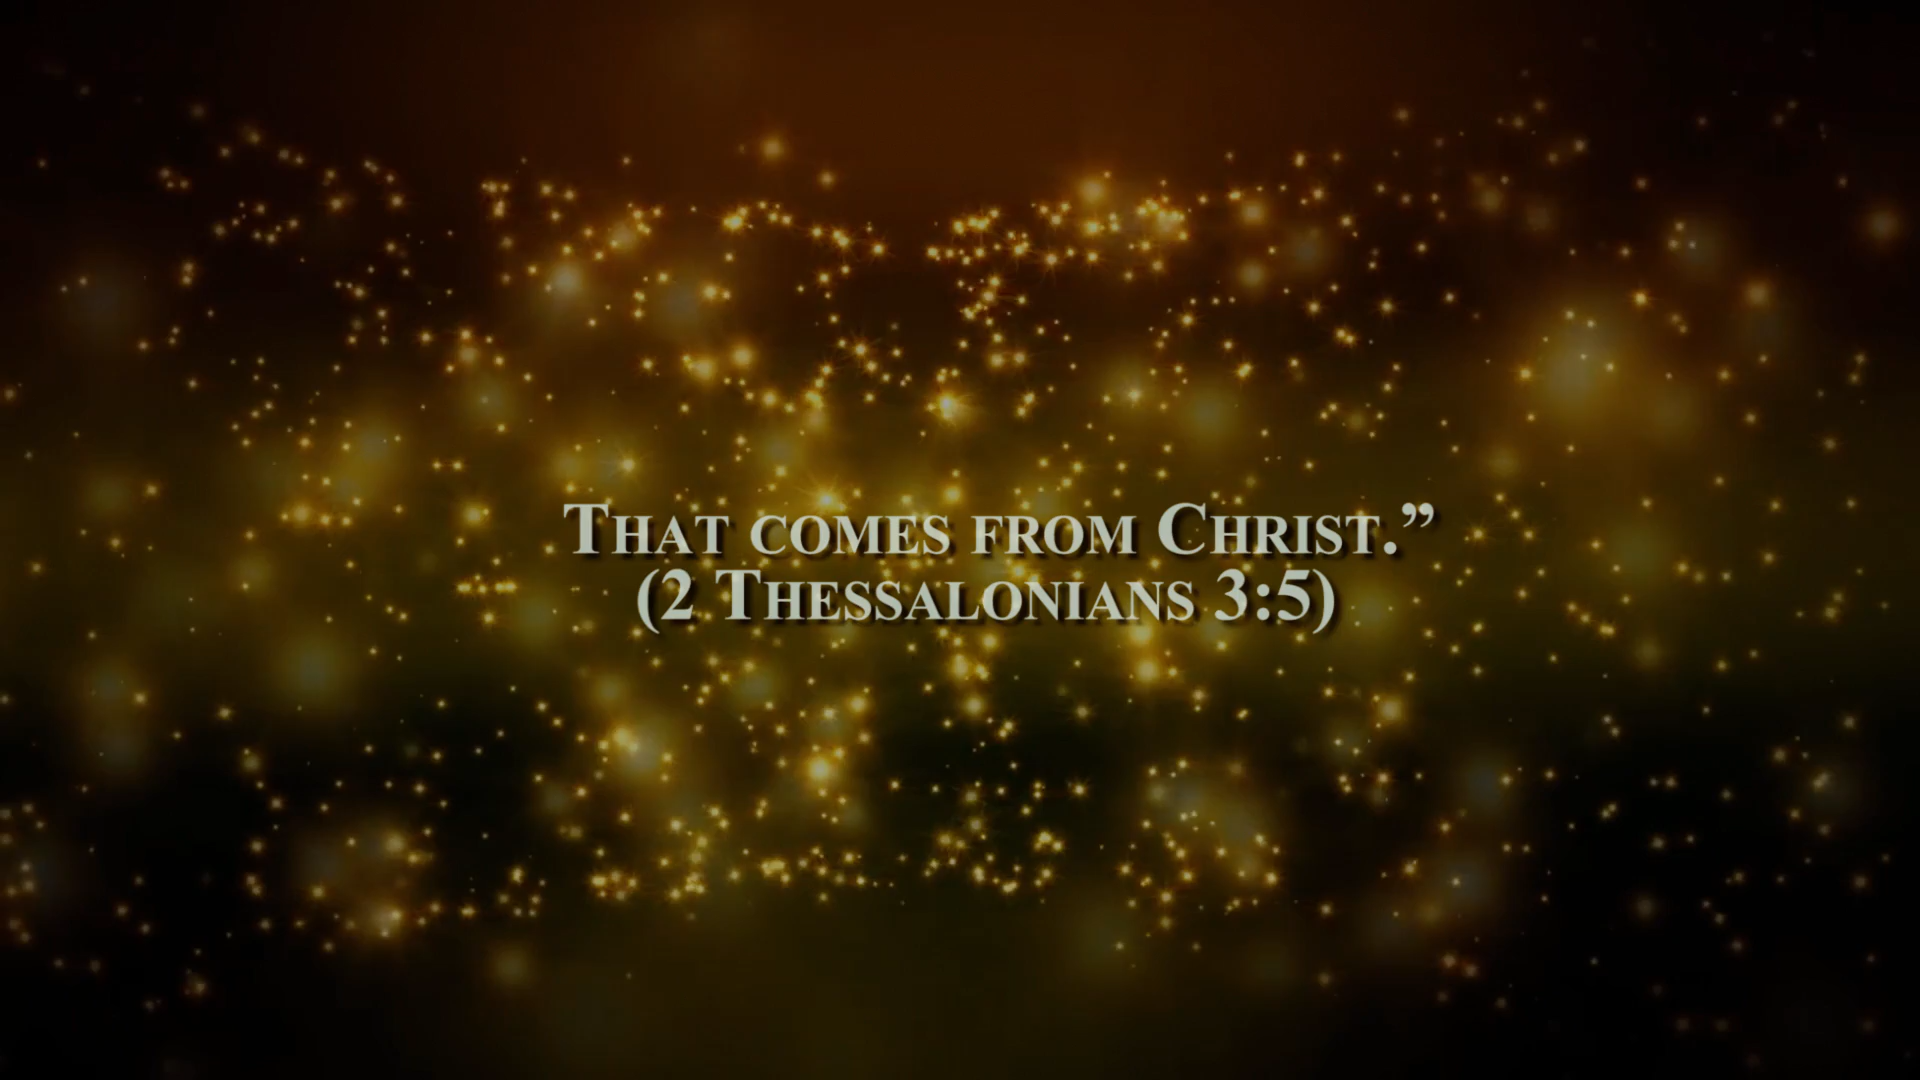 That comes from Christ.”
(2 Thessalonians 3:5)